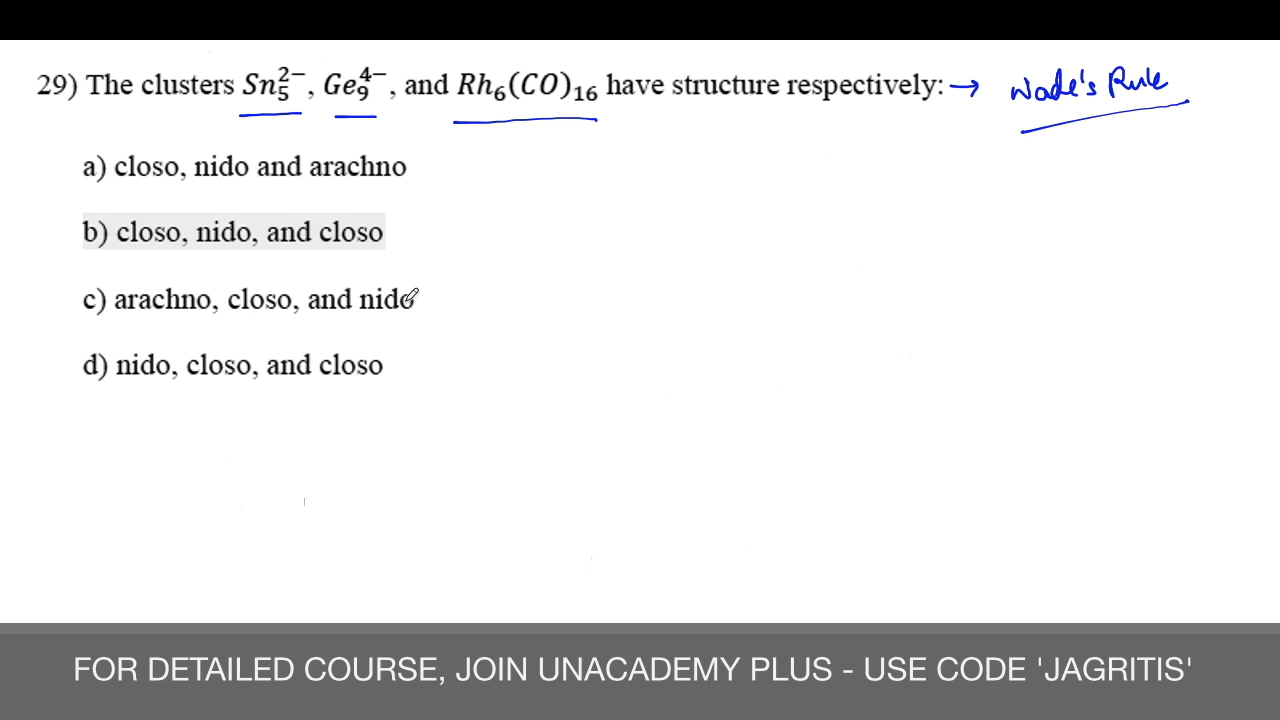 29) The clusters Sn₅²⁻, Ge₉⁴⁻, and Rh₆(CO)₁₆ have structure respectively: → Wade's Rule
a) closo, nido and arachno
b) closo, nido, and closo
c) arachno, closo, and nido
d) nido, closo, and closo
FOR DETAILED COURSE, JOIN UNACADEMY PLUS - USE CODE 'JAGRITIS'